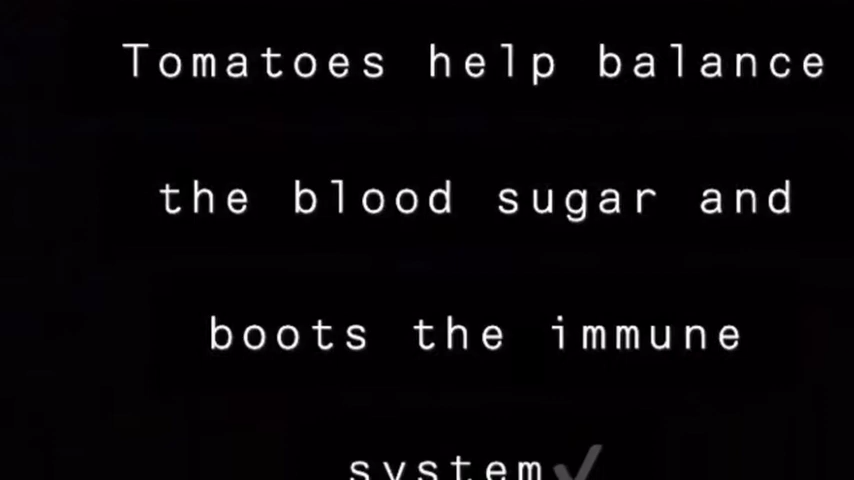 Tomatoes help balance
the blood sugar and
boots the immune
system✓